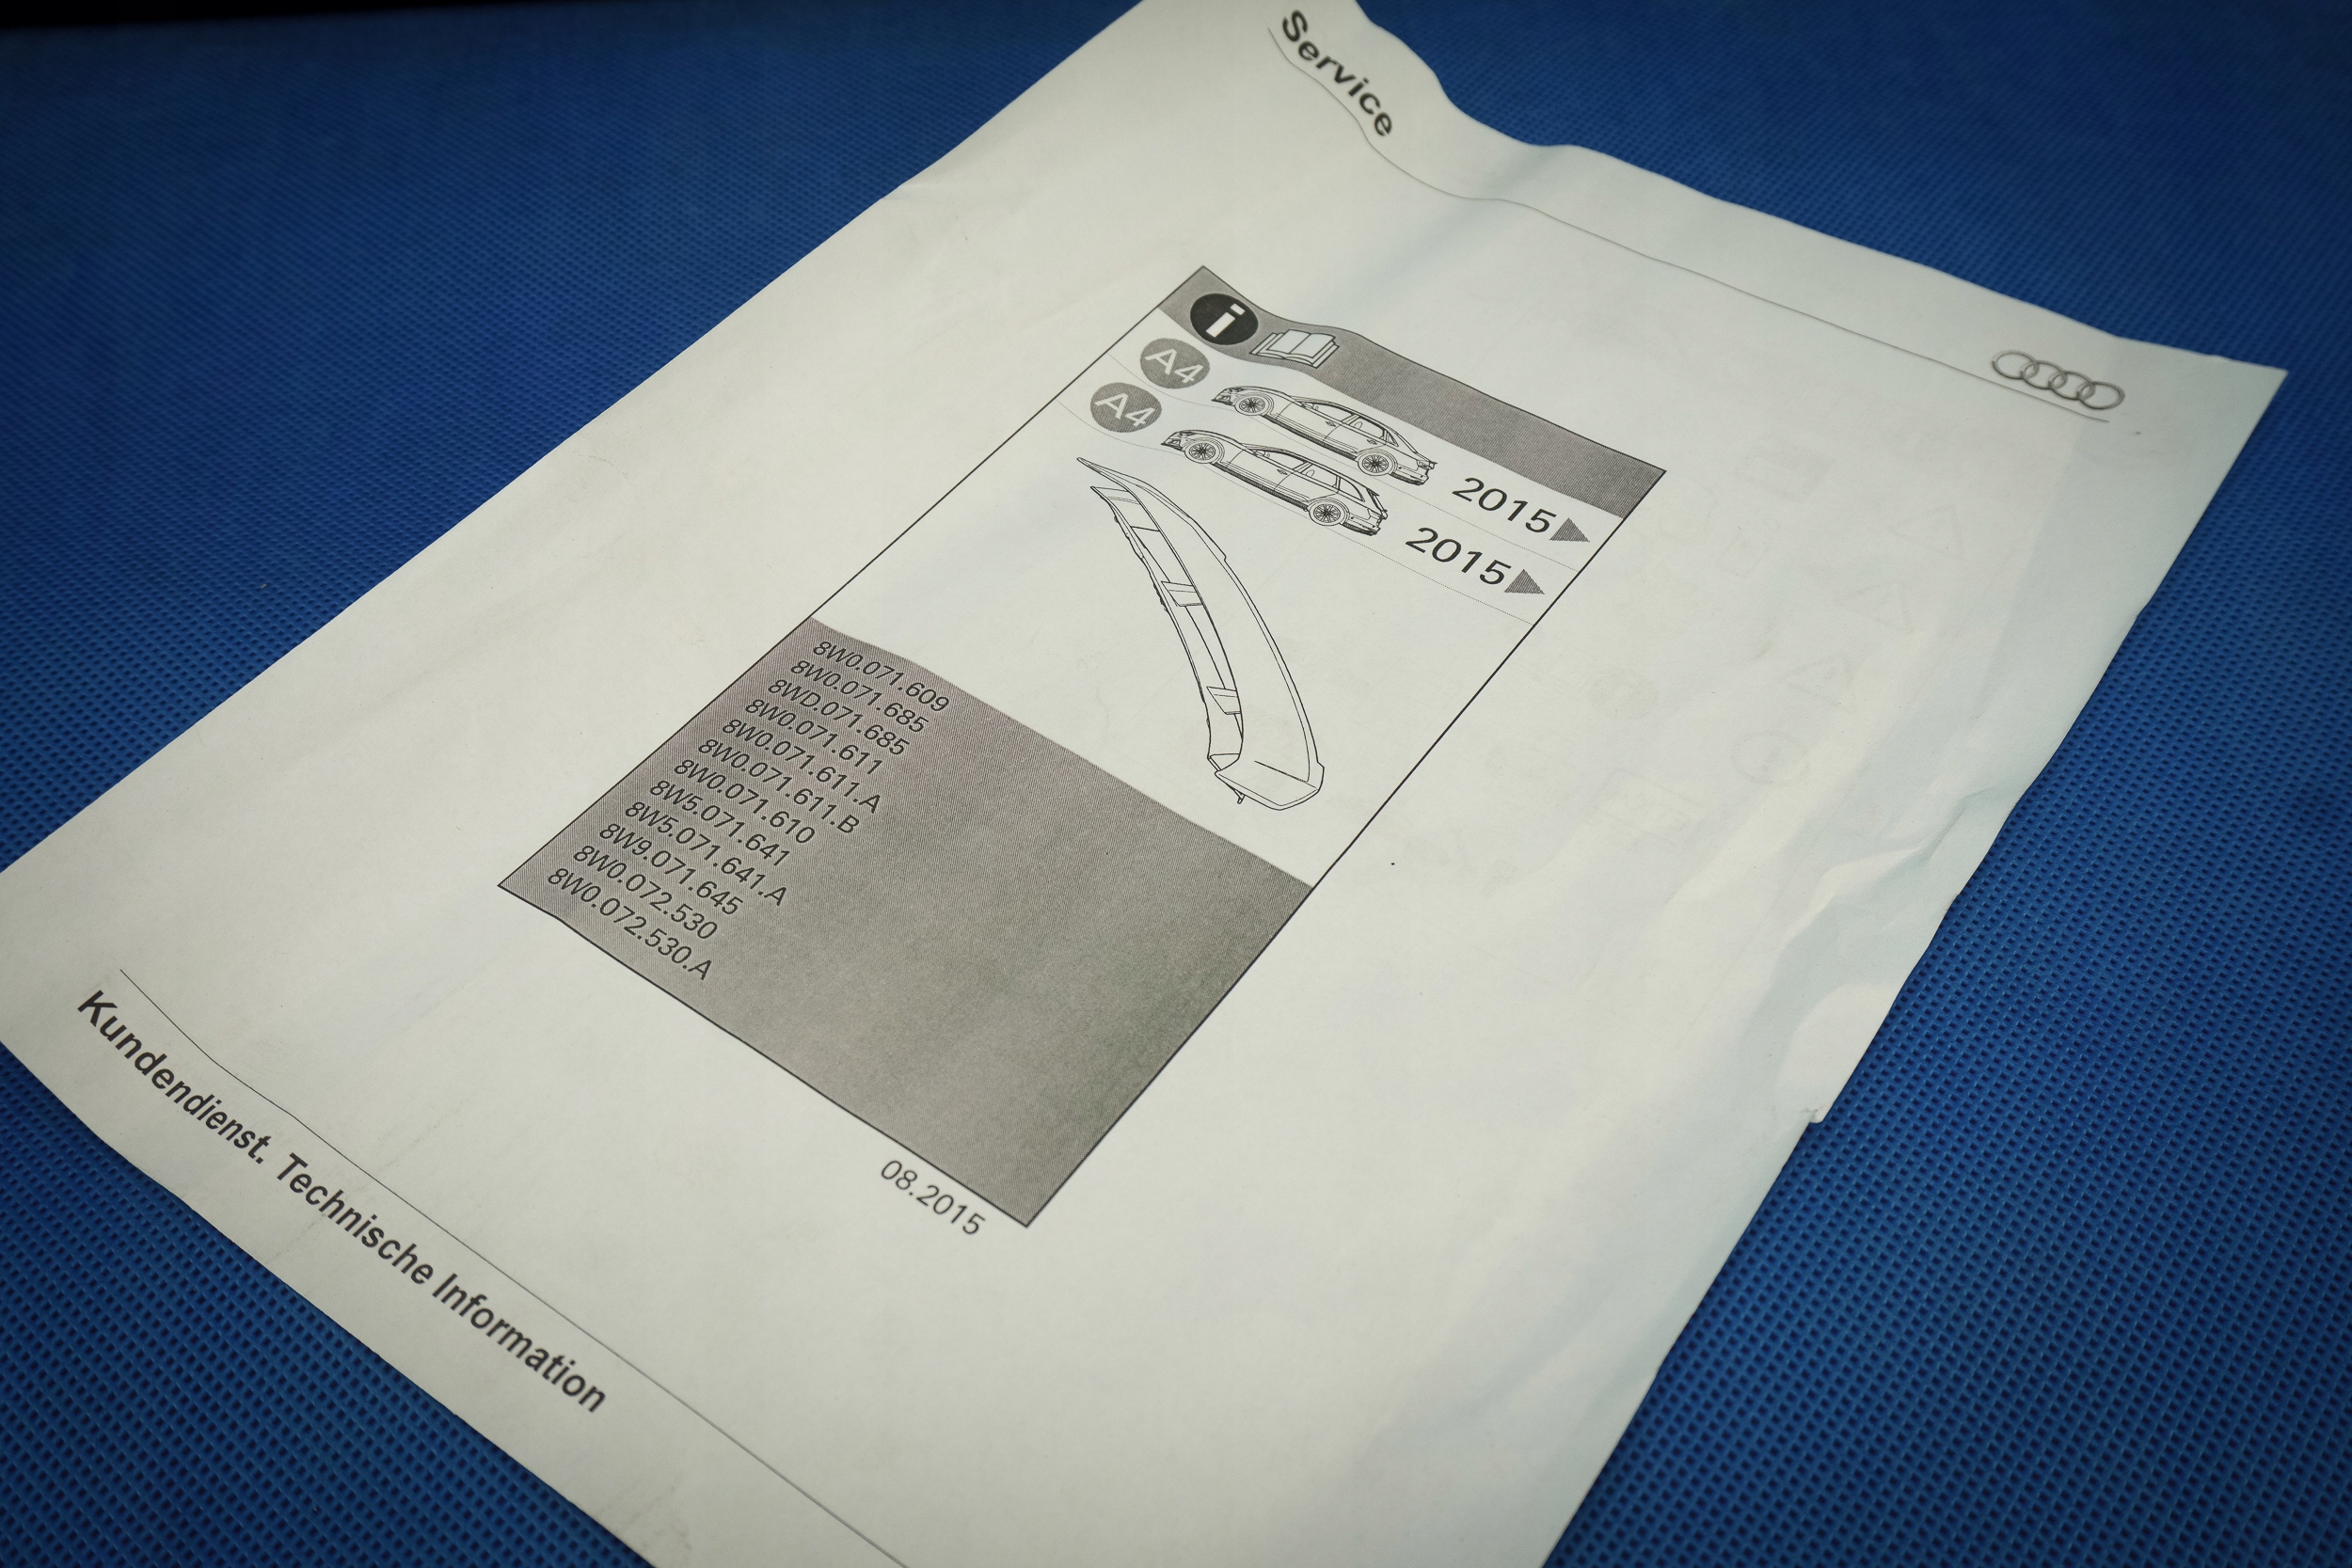 Service
i
A4
2015
A4
2015
8W0.071.609
8W0.071.685
8WD.071.685
8W0.071.611
8W0.071.611.A
8W0.071.611.B
8W0.071.610
8W5.071.641
8W5.071.641.A
8W9.071.645
8W0.072.530
8W0.072.530.A
08.2015
Kundendienst. Technische Information